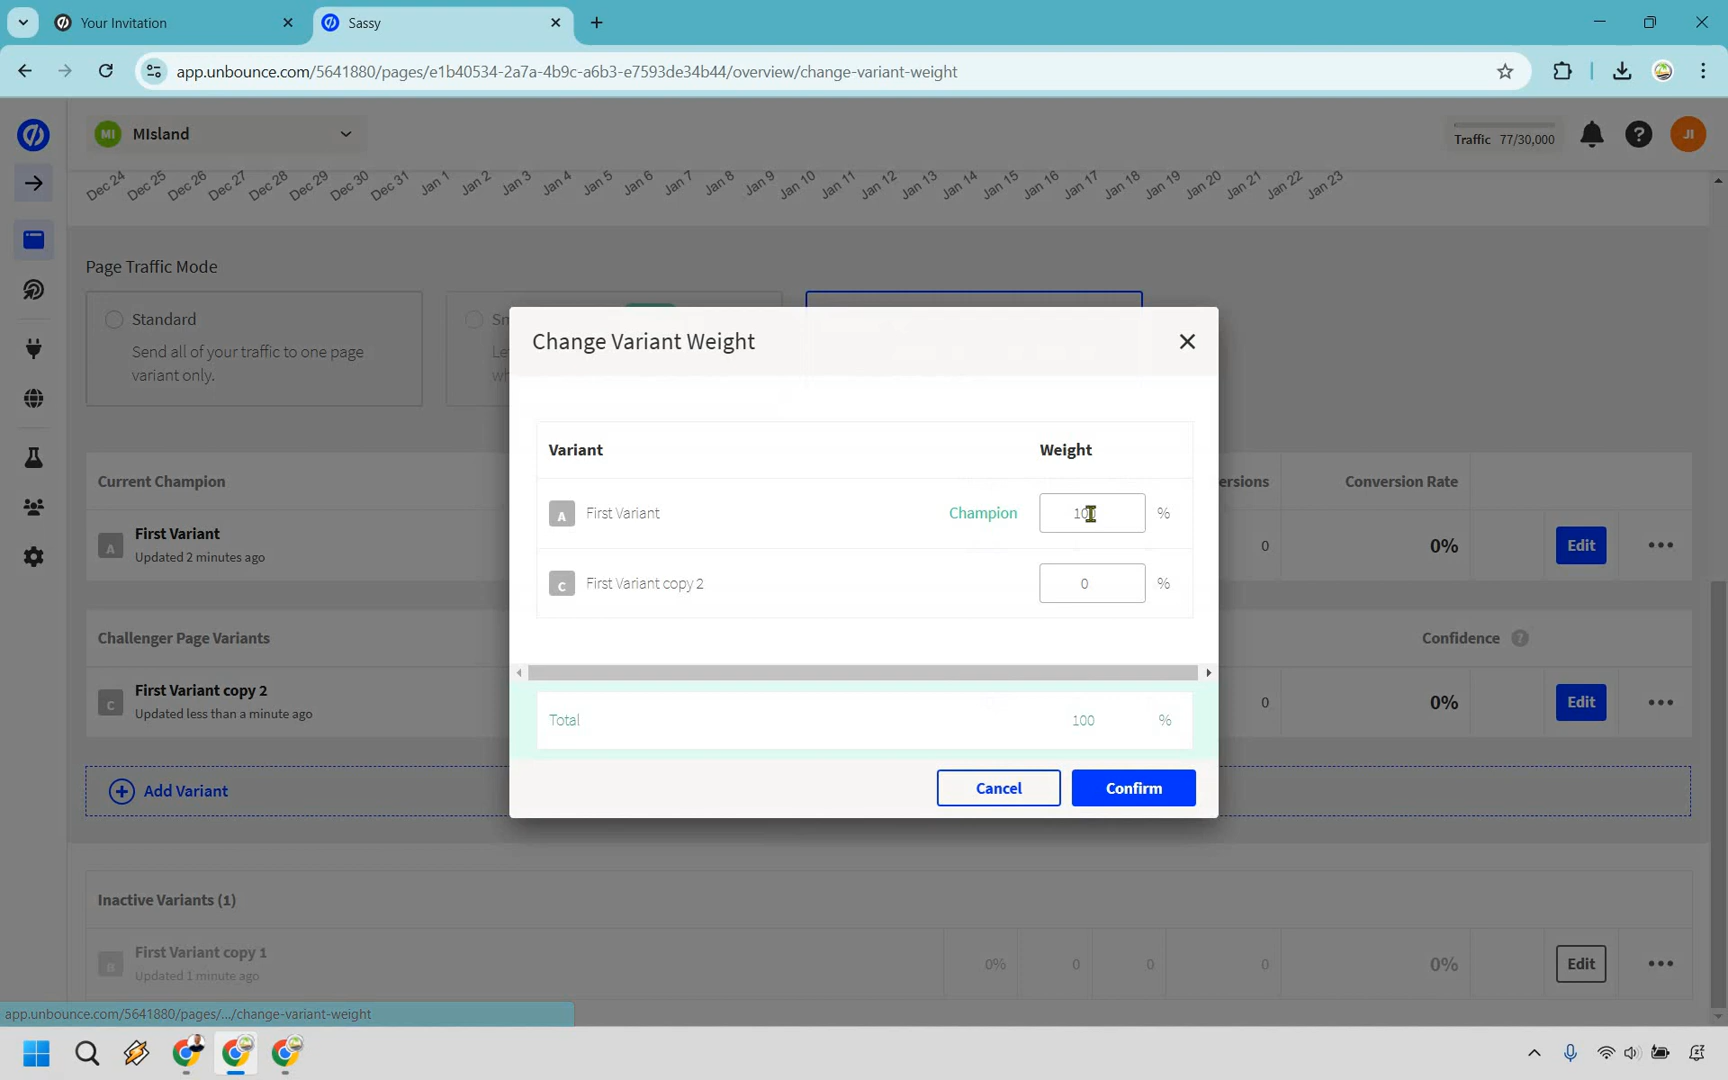 Your Invitation
Sassy
app.unbounce.com/5641880/pages/e1b40534-2a7a-4b9c-a6b3-e7593de34b44/overview/change-variant-weight
MI MIsland
Traffic 77/30,000
JI
Dec 24 Dec 25 Dec 26 Dec 27 Dec 28 Dec 29 Dec 30 Dec 31 Jan 1 Jan 2 Jan 3 Jan 4 Jan 5 Jan 6 Jan 7 Jan 8 Jan 9 Jan 10 Jan 11 Jan 12 Jan 13 Jan 14 Jan 15 Jan 16 Jan 17 Jan 18 Jan 19 Jan 20 Jan 21 Jan 22 Jan 23
Page Traffic Mode
Standard
Send all of your traffic to one page
variant only.
Change Variant Weight
Variant Weight
A First Variant Champion 100 %
C First Variant copy 2 0 %
Total 100 %
Cancel Confirm
Current Champion ersions Conversion Rate
A First Variant 0 0% Edit
Updated 2 minutes ago
Challenger Page Variants Confidence ?
C First Variant copy 2 0 0% Edit
Updated less than a minute ago
Add Variant
Inactive Variants (1)
B First Variant copy 1 0% 0 0 0 0% Edit
Updated 1 minute ago
app.unbounce.com/5641880/pages/.../change-variant-weight